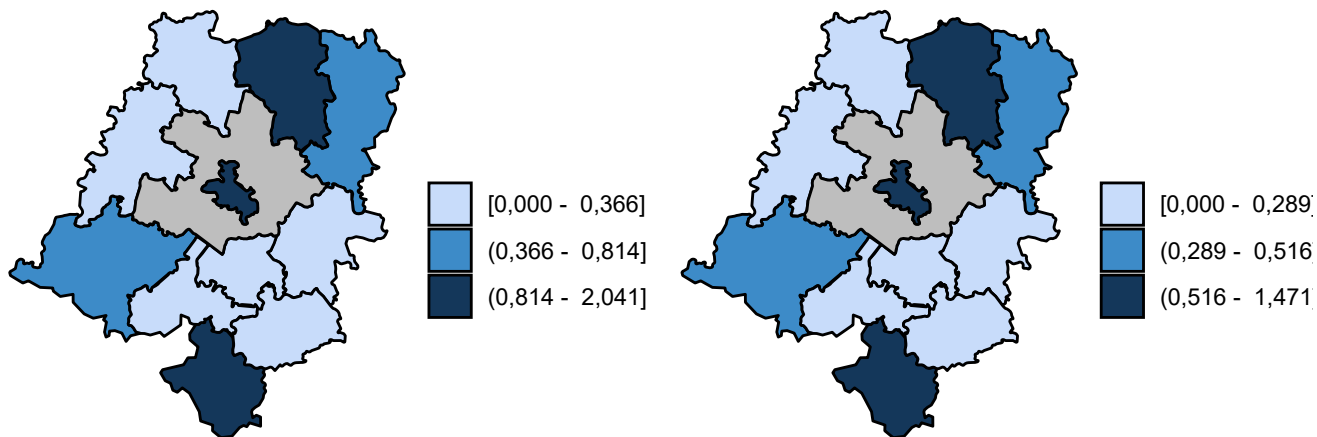 [0,000 - 0,366]
(0,366 - 0,814]
(0,814 - 2,041]
[0,000 - 0,289]
(0,289 - 0,516]
(0,516 - 1,471]